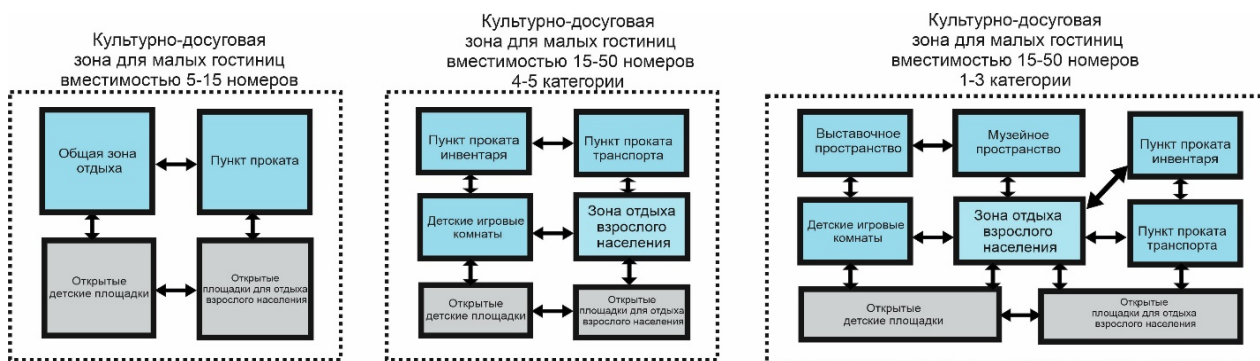 Культурно-досуговая
зона для малых гостиниц
вместимостью 5-15 номеров
Общая зона
отдыха
Пункт проката
Открытые
детские площадки
Открытые
площадки для отдыха
взрослого населения
Культурно-досуговая
зона для малых гостиниц
вместимостью 15-50 номеров
4-5 категории
Пункт проката
инвентаря
Пункт проката
транспорта
Детские игровые
комнаты
Зона отдыха
взрослого
населения
Открытые
детские площадки
Открытые
площадки для отдыха
взрослого населения
Культурно-досуговая
зона для малых гостиниц
вместимостью 15-50 номеров
1-3 категории
Выставочное
пространство
Музейное
пространство
Пункт проката
инвентаря
Детские игровые
комнаты
Зона отдыха
взрослого
населения
Пункт проката
транспорта
Открытые
детские площадки
Открытые
площадки для отдыха
взрослого населения